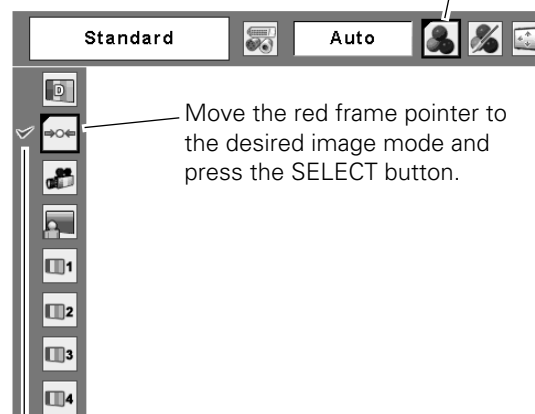 Standard
Auto
D
Move the red frame pointer to
the desired image mode and
press the SELECT button.
1
2
3
4